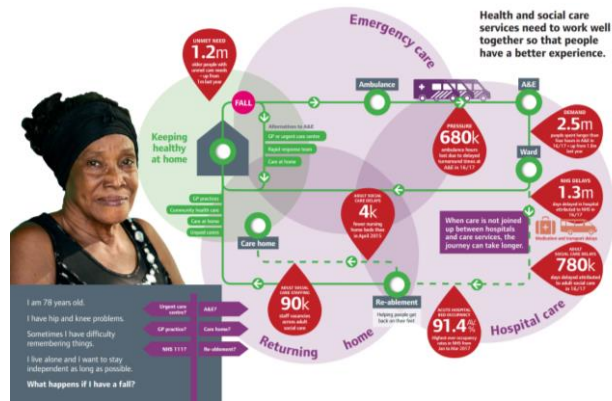 Health and social care
services need to work well
together so that people
have a better experience.
Emergency care
UNMET NEED
1.2m
older people with
unmet care needs -
up from
1m last year
FALL
Ambulance
A&E
Alternatives to A&E
GP or urgent care centre
Rapid response team
Care at home
Keeping
healthy
at home
PRESSURE
680k
ambulance hours
lost due to delayed
turnaround times at
A&E in 16/17
DEMAND
2.5m
people spent longer than
four hours in A&E in
16/17 - up from
last year
Ward
NHS DELAYS
1.3m
days delayed in hospital
attributed to NHS in
16/17
GP practices
Community health care
Care at home
Unpaid carers
ADULT SOCIAL
CARE DELAYS
4k
fewer nursing
home beds than
in April 2015
When care is not joined
up between hospitals
and care services, the
journey can take longer.
Medication and transport delays
Care home
ADULT
SOCIAL CARE DELAYS
780k
days delayed attributed
to adult social care
in 16/17
ADULT SOCIAL
CARE STAFFING
90k
staff vacancies
across adult
social care
Re-ablement
Helping people get
back on their feet
ACUTE HOSPITAL
BED OCCUPANCY
91.4
%
Highest ever occupancy
rates in NHS from
Jan to Mar 2017
Hospital care
Returning home
I am 78 years old.
I have hip and knee problems.
Sometimes I have difficulty
remembering things.
I live alone and I want to stay
independent as long as possible.
What happens if I have a fall?
Urgent care
centre?
A&E?
GP practice?
Care home?
NHS 111?
Re-ablement?